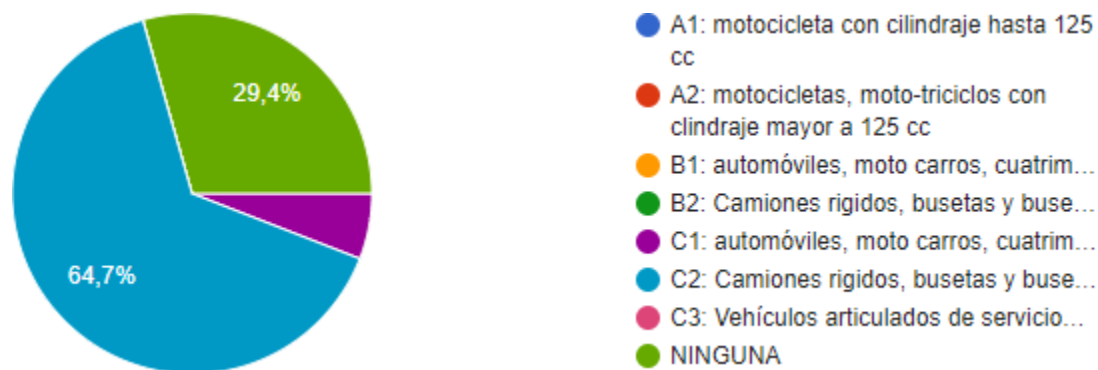 29,4%
64,7%
A1: motocicleta con cilindraje hasta 125
cc
A2: motocicletas, moto-triciclos con
clindraje mayor a 125 cc
B1: automóviles, moto carros, cuatrim...
B2: Camiones rigidos, busetas y buse...
C1: automóviles, moto carros, cuatrim...
C2: Camiones rigidos, busetas y buse...
C3: Vehículos articulados de servicio...
NINGUNA